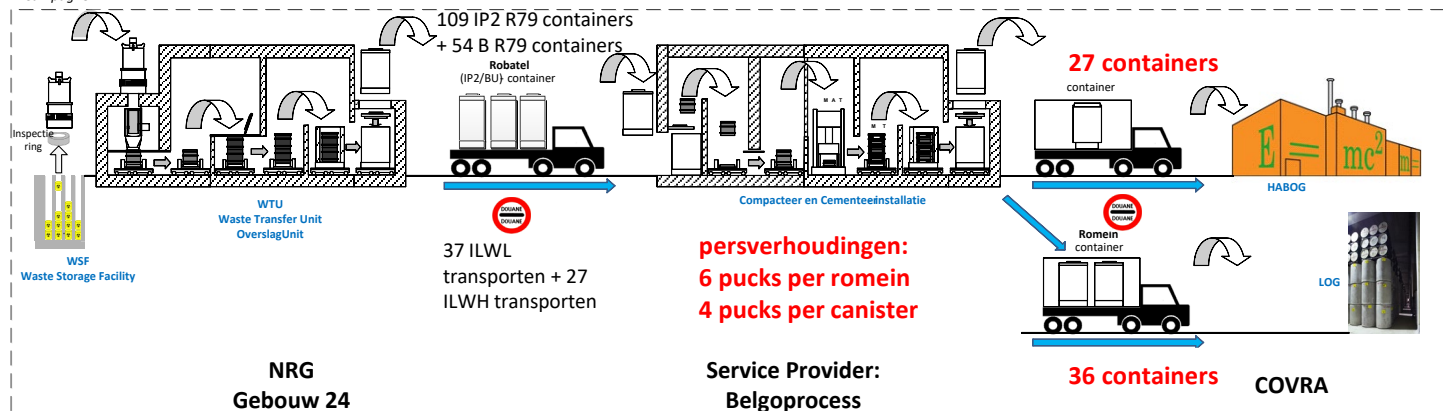 109 IP2 R79 containers
+ 54 B R79 containers
Robatel
(IP2/BU) container
27 containers
container
Inspectie
ring
M A T
M T
E = mc2
m=
HABOG
WTU
Waste Transfer Unit
OverslagUnit
DOUANE
DOUANE
Compacteer en Cementeerinstallatie
DOUANE
DOUANE
WSF
Waste Storage Facility
37 ILWL
transporten + 27
ILWH transporten
persverhoudingen:
6 pucks per romein
4 pucks per canister
Romein
container
LOG
NRG
Gebouw 24
Service Provider:
Belgoprocess
36 containers
COVRA